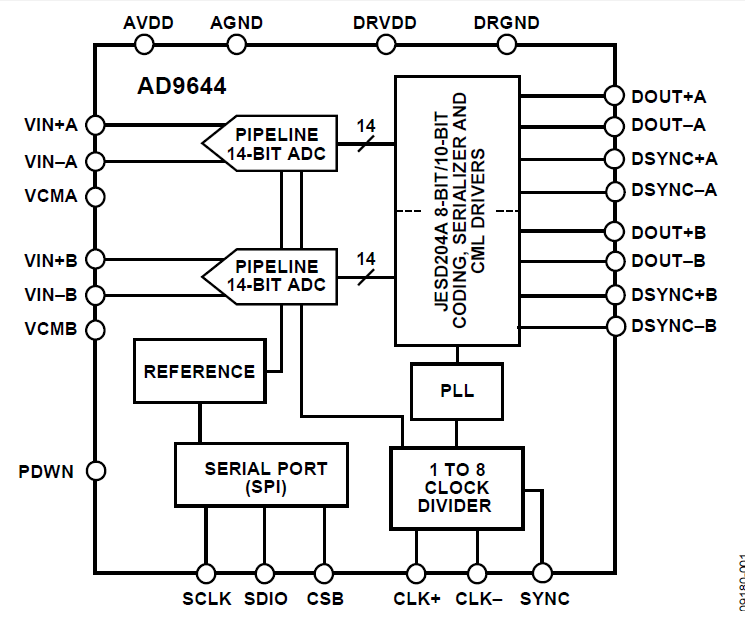 AVDD AGND DRVDD DRGND
AD9644
VIN+A
VIN–A
VCMA
VIN+B
VIN–B
VCMB
PDWN
PIPELINE
14-BIT ADC
14
PIPELINE
14-BIT ADC
14
JESD204A 8-BIT/10-BIT
CODING, SERIALIZER AND
CML DRIVERS
DOUT+A
DOUT–A
DSYNC+A
DSYNC–A
DOUT+B
DOUT–B
DSYNC+B
DSYNC–B
REFERENCE
PLL
SERIAL PORT
(SPI)
1 TO 8
CLOCK
DIVIDER
SCLK SDIO CSB CLK+ CLK– SYNC
09180-001